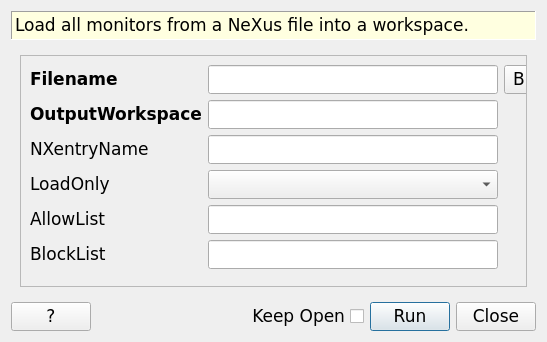 Load all monitors from a NeXus file into a workspace.
Filename
B
OutputWorkspace
NXentryName
LoadOnly
AllowList
BlockList
?
Keep Open
Run
Close